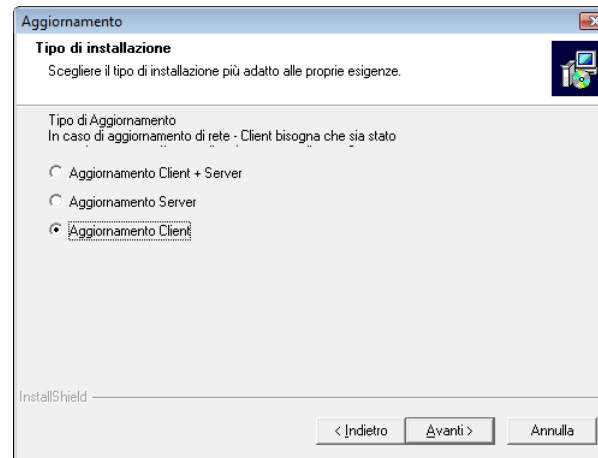 Aggiornamento
Tipo di installazione
Scegliere il tipo di installazione più adatto alle proprie esigenze.
Tipo di Aggiornamento
In caso di aggiornamento di rete - Client bisogna che sia stato
Aggiornamento Client + Server
Aggiornamento Server
Aggiornamento Client
InstallShield
< Indietro
Avanti >
Annulla